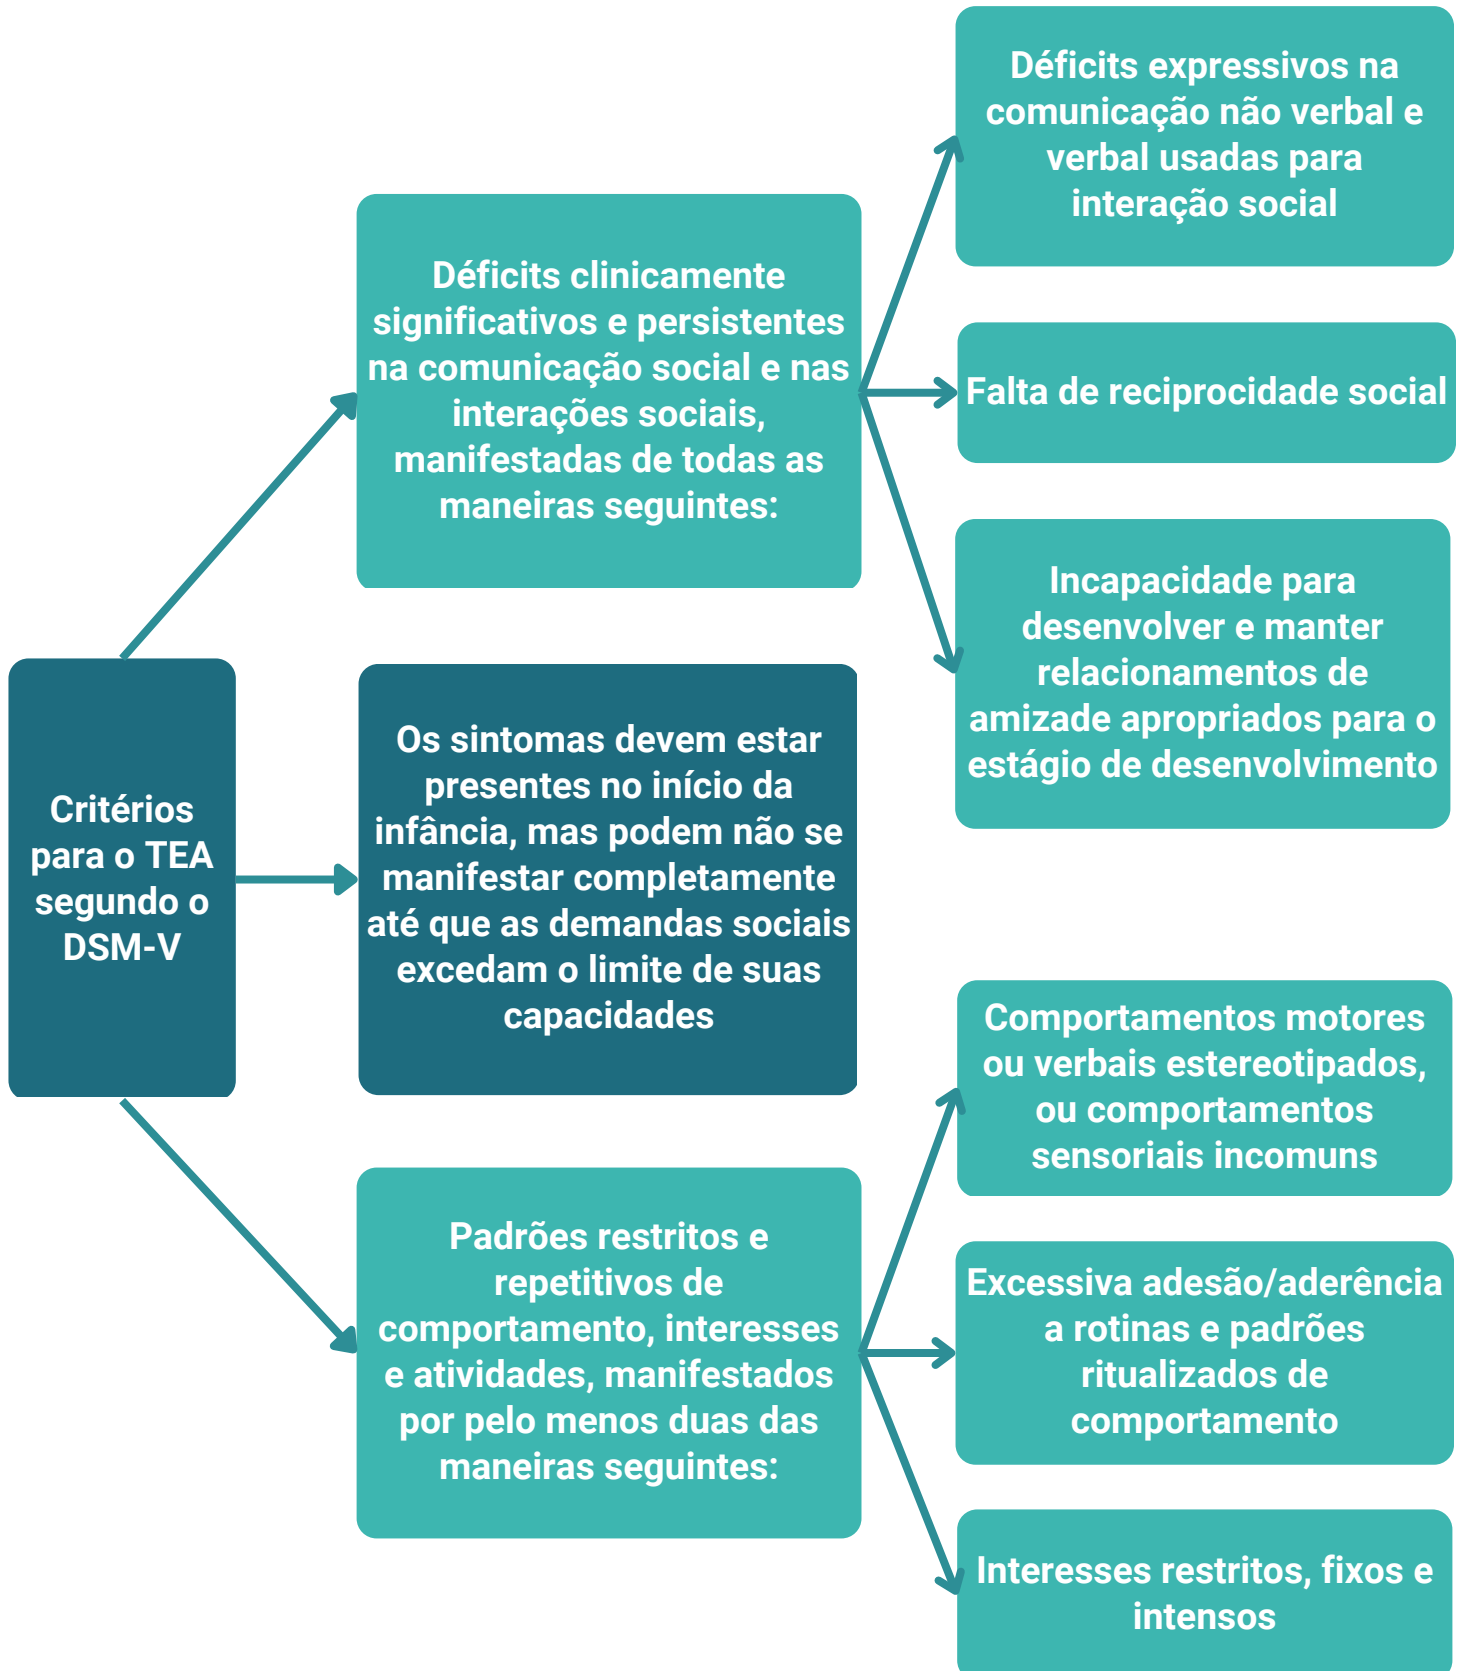 Critérios
para o TEA
segundo o
DSM-V
Déficits clinicamente
significativos e persistentes
na comunicação social e nas
interações sociais,
manifestadas de todas as
maneiras seguintes:
Déficits expressivos na
comunicação não verbal e
verbal usadas para
interação social
Falta de reciprocidade social
Incapacidade para
desenvolver e manter
relacionamentos de
amizade apropriados para o
estágio de desenvolvimento
Os sintomas devem estar
presentes no início da
infância, mas podem não se
manifestar completamente
até que as demandas sociais
excedam o limite de suas
capacidades
Padrões restritos e
repetitivos de
comportamento, interesses
e atividades, manifestados
por pelo menos duas das
maneiras seguintes:
Comportamentos motores
ou verbais estereotipados,
ou comportamentos
sensoriais incomuns
Excessiva adesão/aderência
a rotinas e padrões
ritualizados de
comportamento
Interesses restritos, fixos e
intensos